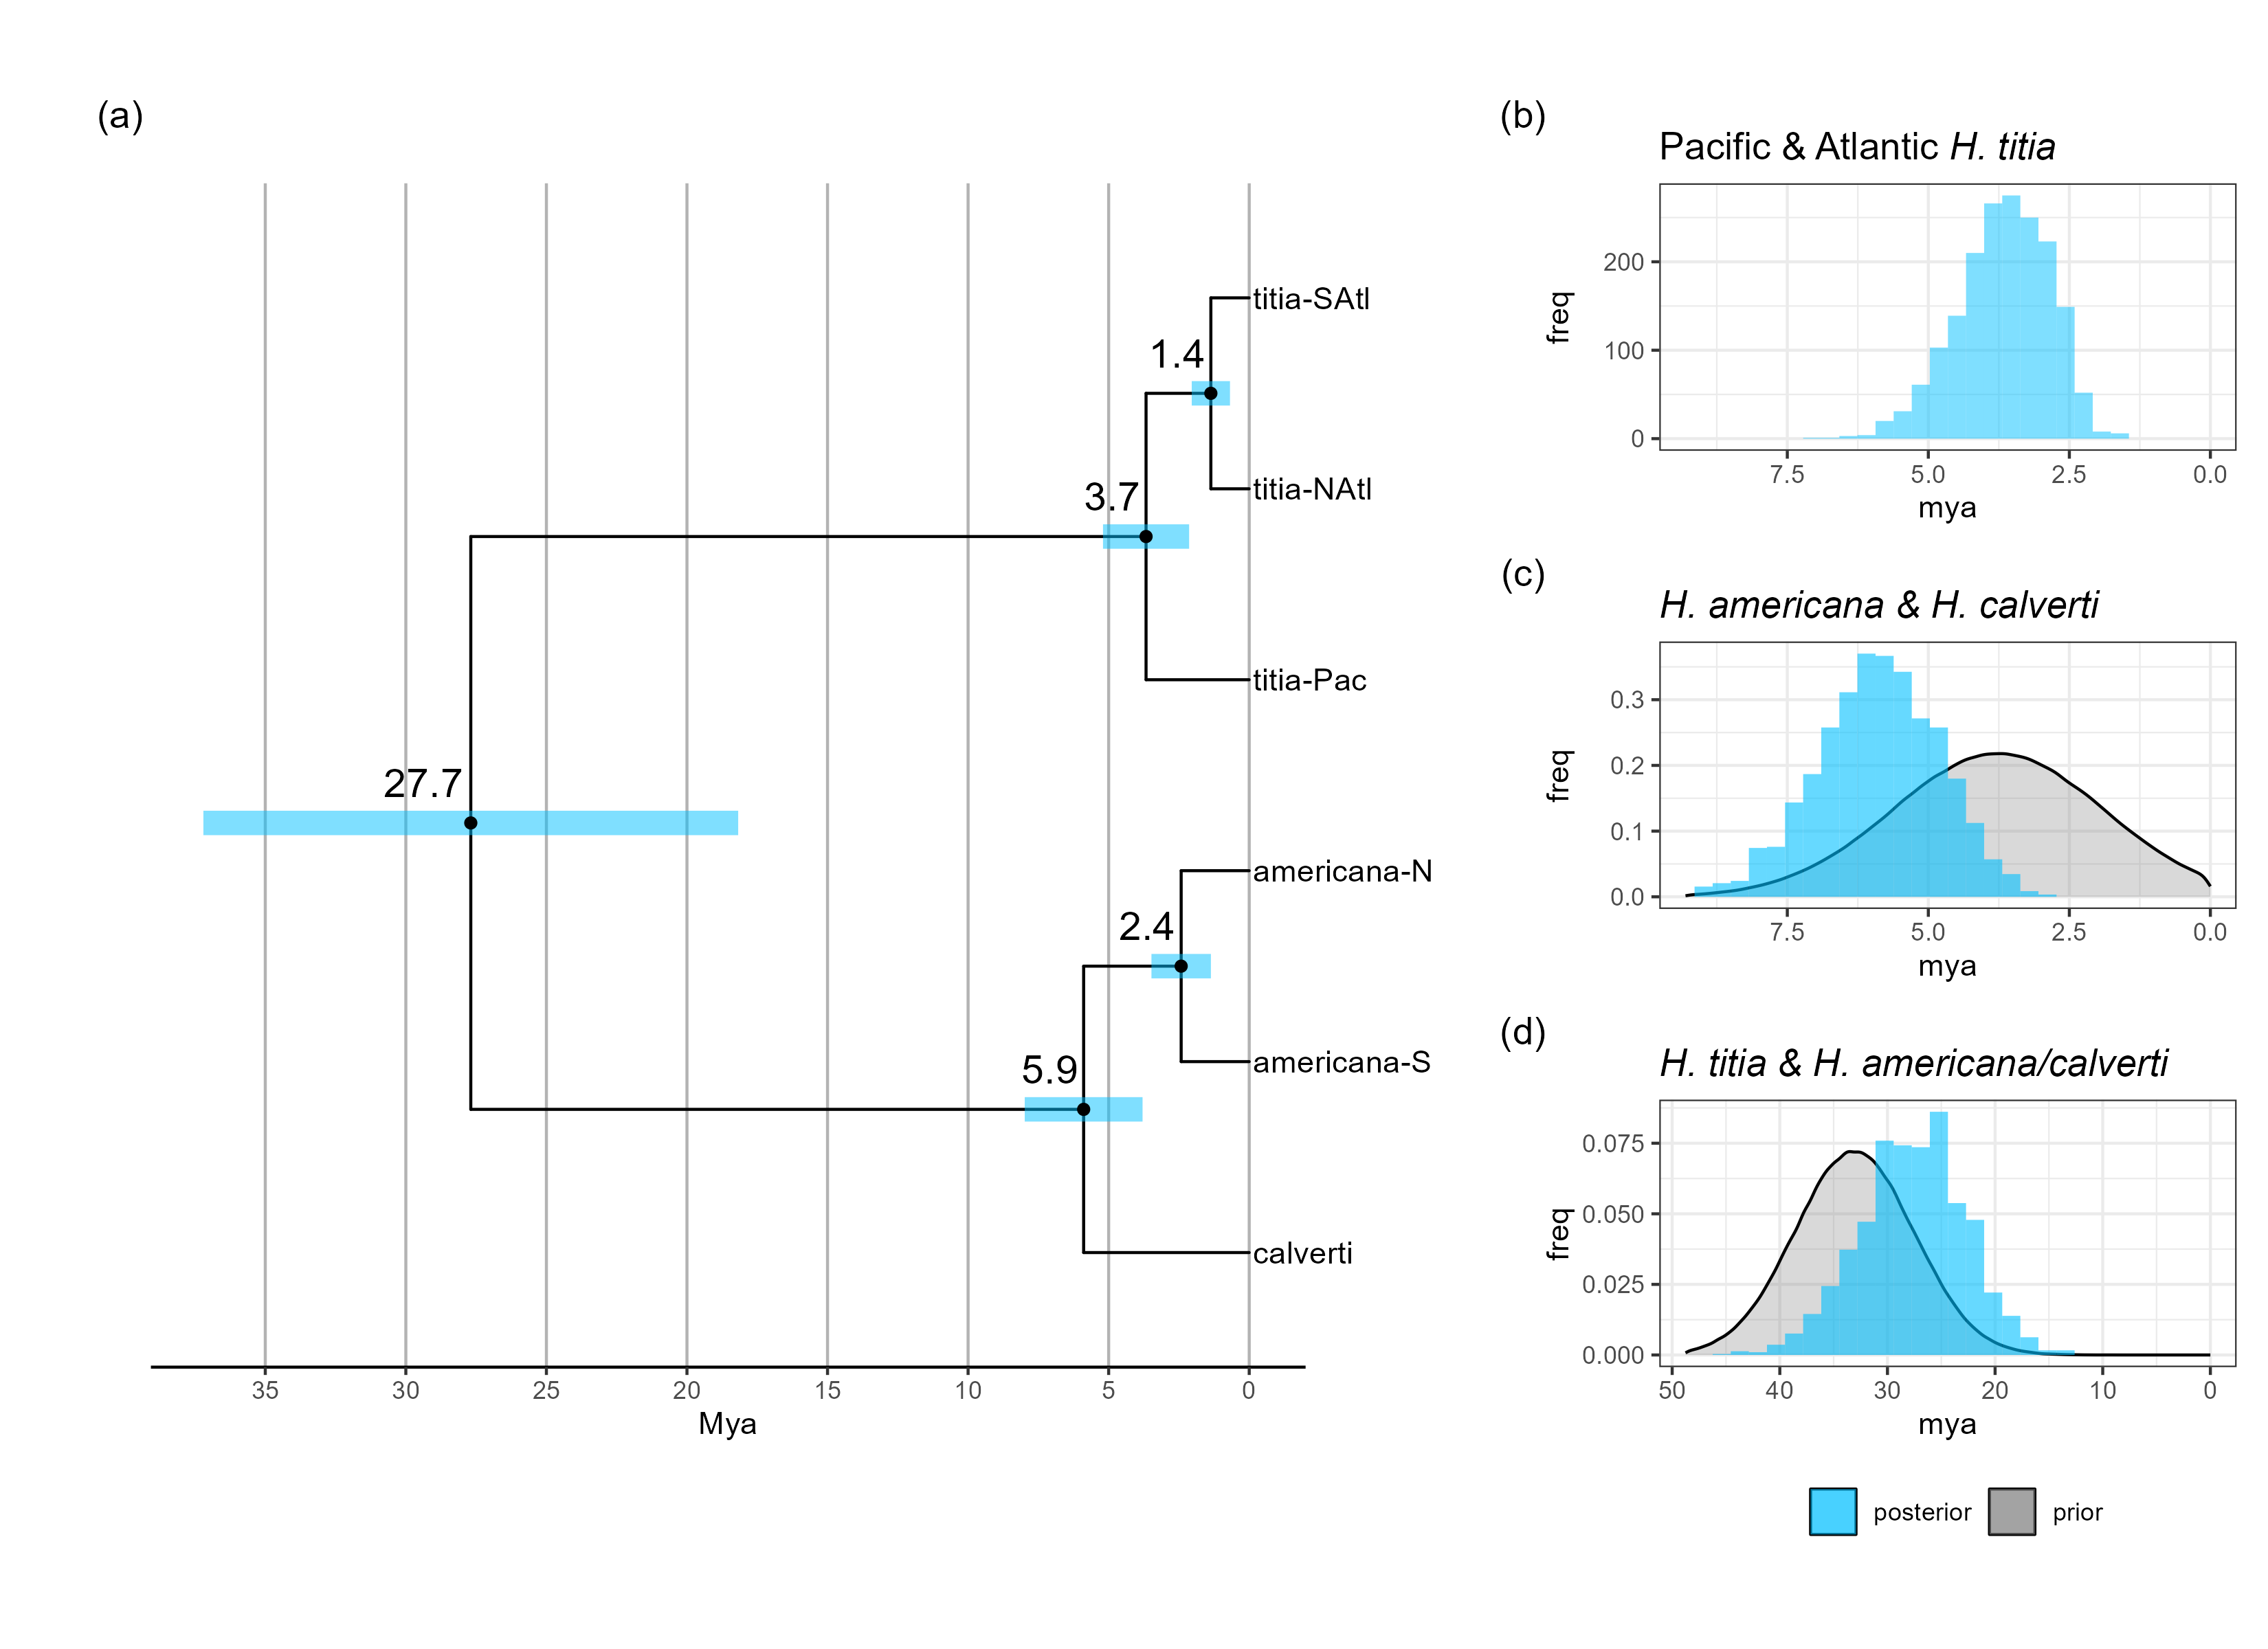 (a)
titia-SAtl
1.4
titia-NAtl
3.7
titia-Pac
27.7
americana-N
2.4
americana-S
5.9
calverti
35 30 25 20 15 10 5 0
Mya
(b)
Pacific & Atlantic H. titia
freq
200
100
0
7.5 5.0 2.5 0.0
mya
(c)
H. americana & H. calverti
freq
0.3
0.2
0.1
0.0
7.5 5.0 2.5 0.0
mya
(d)
H. titia & H. americana/calverti
freq
0.075
0.050
0.025
0.000
50 40 30 20 10 0
mya
posterior prior